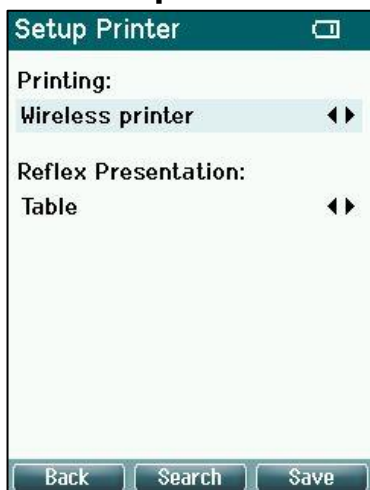 Setup Printer
Printing:
Wireless printer
Reflex Presentation:
Table
Back Search Save